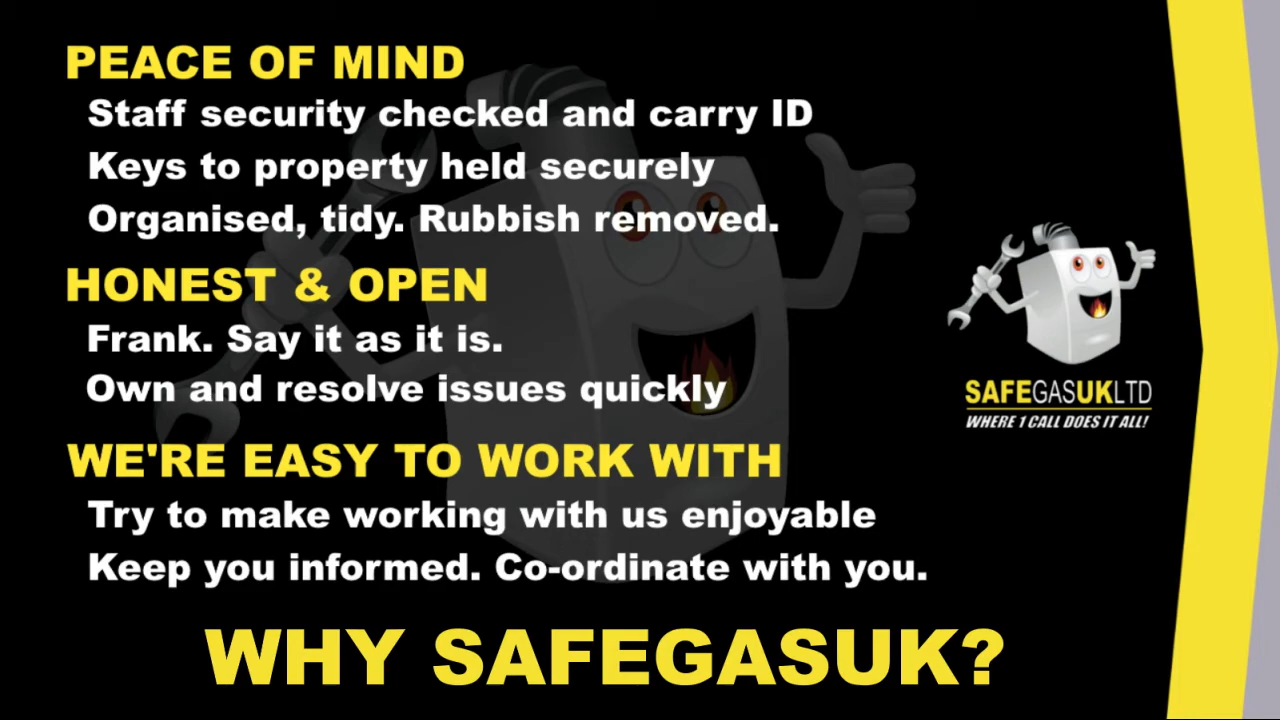 PEACE OF MIND
Staff security checked and carry ID
Keys to property held securely
Organised, tidy. Rubbish removed.
HONEST & OPEN
Frank. Say it as it is.
Own and resolve issues quickly
WE'RE EASY TO WORK WITH
Try to make working with us enjoyable
Keep you informed. Co-ordinate with you.
WHY SAFEGASUK?
SAFEGASUKLTD
WHERE 1 CALL DOES IT ALL!